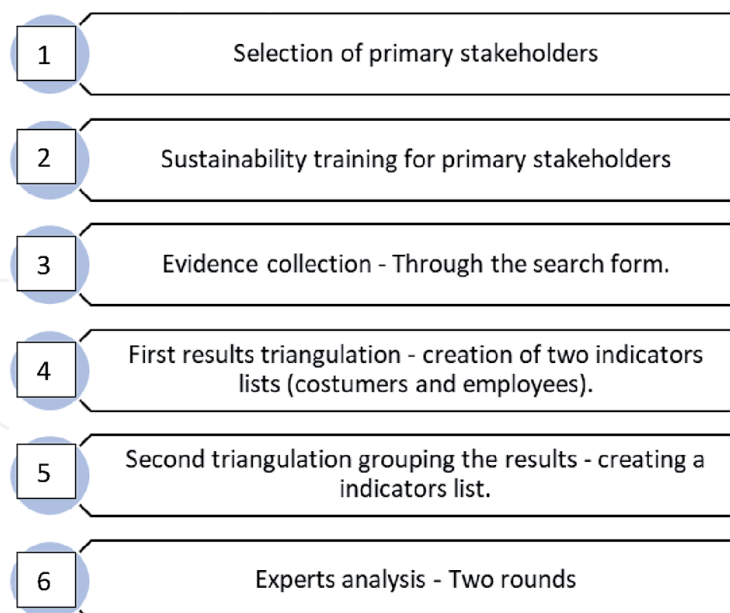 1
Selection of primary stakeholders
2
Sustainability training for primary stakeholders
3
Evidence collection - Through the search form.
4
First results triangulation - creation of two indicators
lists (costumers and employees).
5
Second triangulation grouping the results - creating a
indicators list.
6
Experts analysis - Two rounds